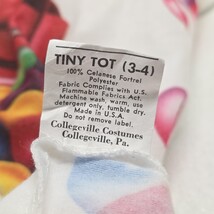 TINY TOT (3-4)
100% Celanese Fortrel
Polyester
Fabric Complies with U.S.
Flammable Fabrics Act.
Machine wash, warm, use
detergent only, tumble dry.
MADE IN U.S.A.
Do not remove label.
Collegeville Costumes
Collegeville, Pa.